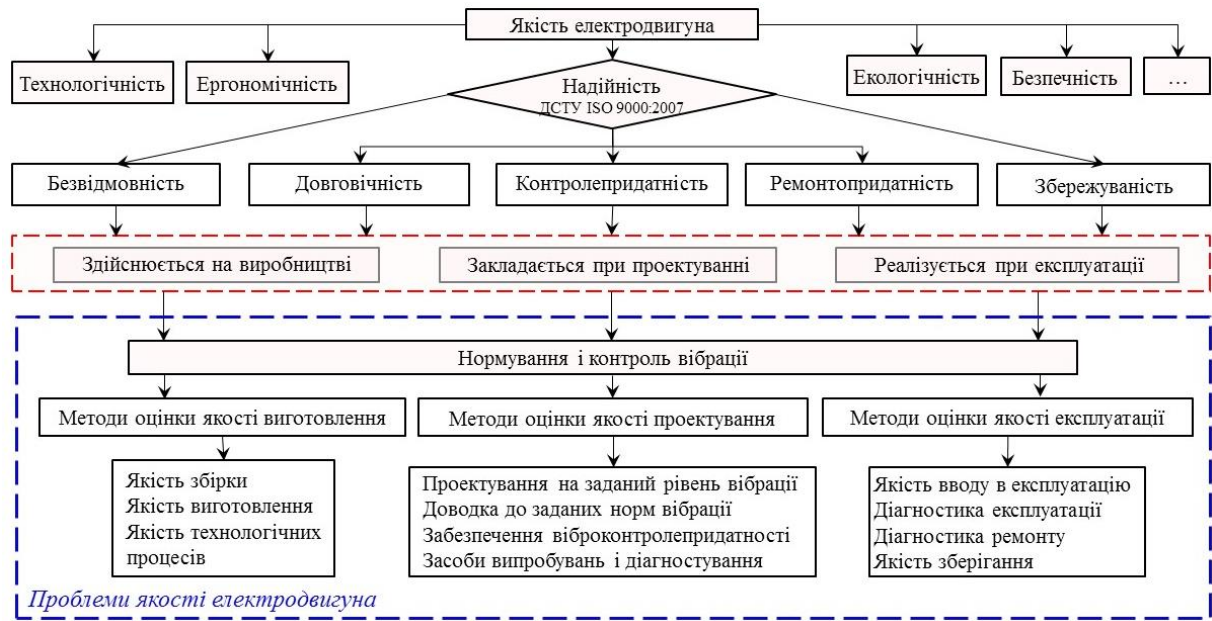 Якість електродвигуна
Технологічність
Ергономічність
Екологічність
Безпечність
...
Надійність
ДСТУ ISO 9000:2007
Безвідмовність
Довговічність
Контролепридатність
Ремонтопридатність
Збережуваність
Здійснюється на виробництві
Закладається при проектуванні
Реалізується при експлуатації
Нормування і контроль вібрації
Методи оцінки якості виготовлення
Методи оцінки якості проектування
Методи оцінки якості експлуатації
Якість збірки
Якість виготовлення
Якість технологічних
процесів
Проектування на заданий рівень вібрації
Доводка до заданих норм вібрації
Забезпечення віброконтролепридатності
Засоби випробувань і діагностування
Якість вводу в експлуатацію
Діагностика експлуатації
Діагностика ремонту
Якість зберігання
Проблеми якості електродвигуна